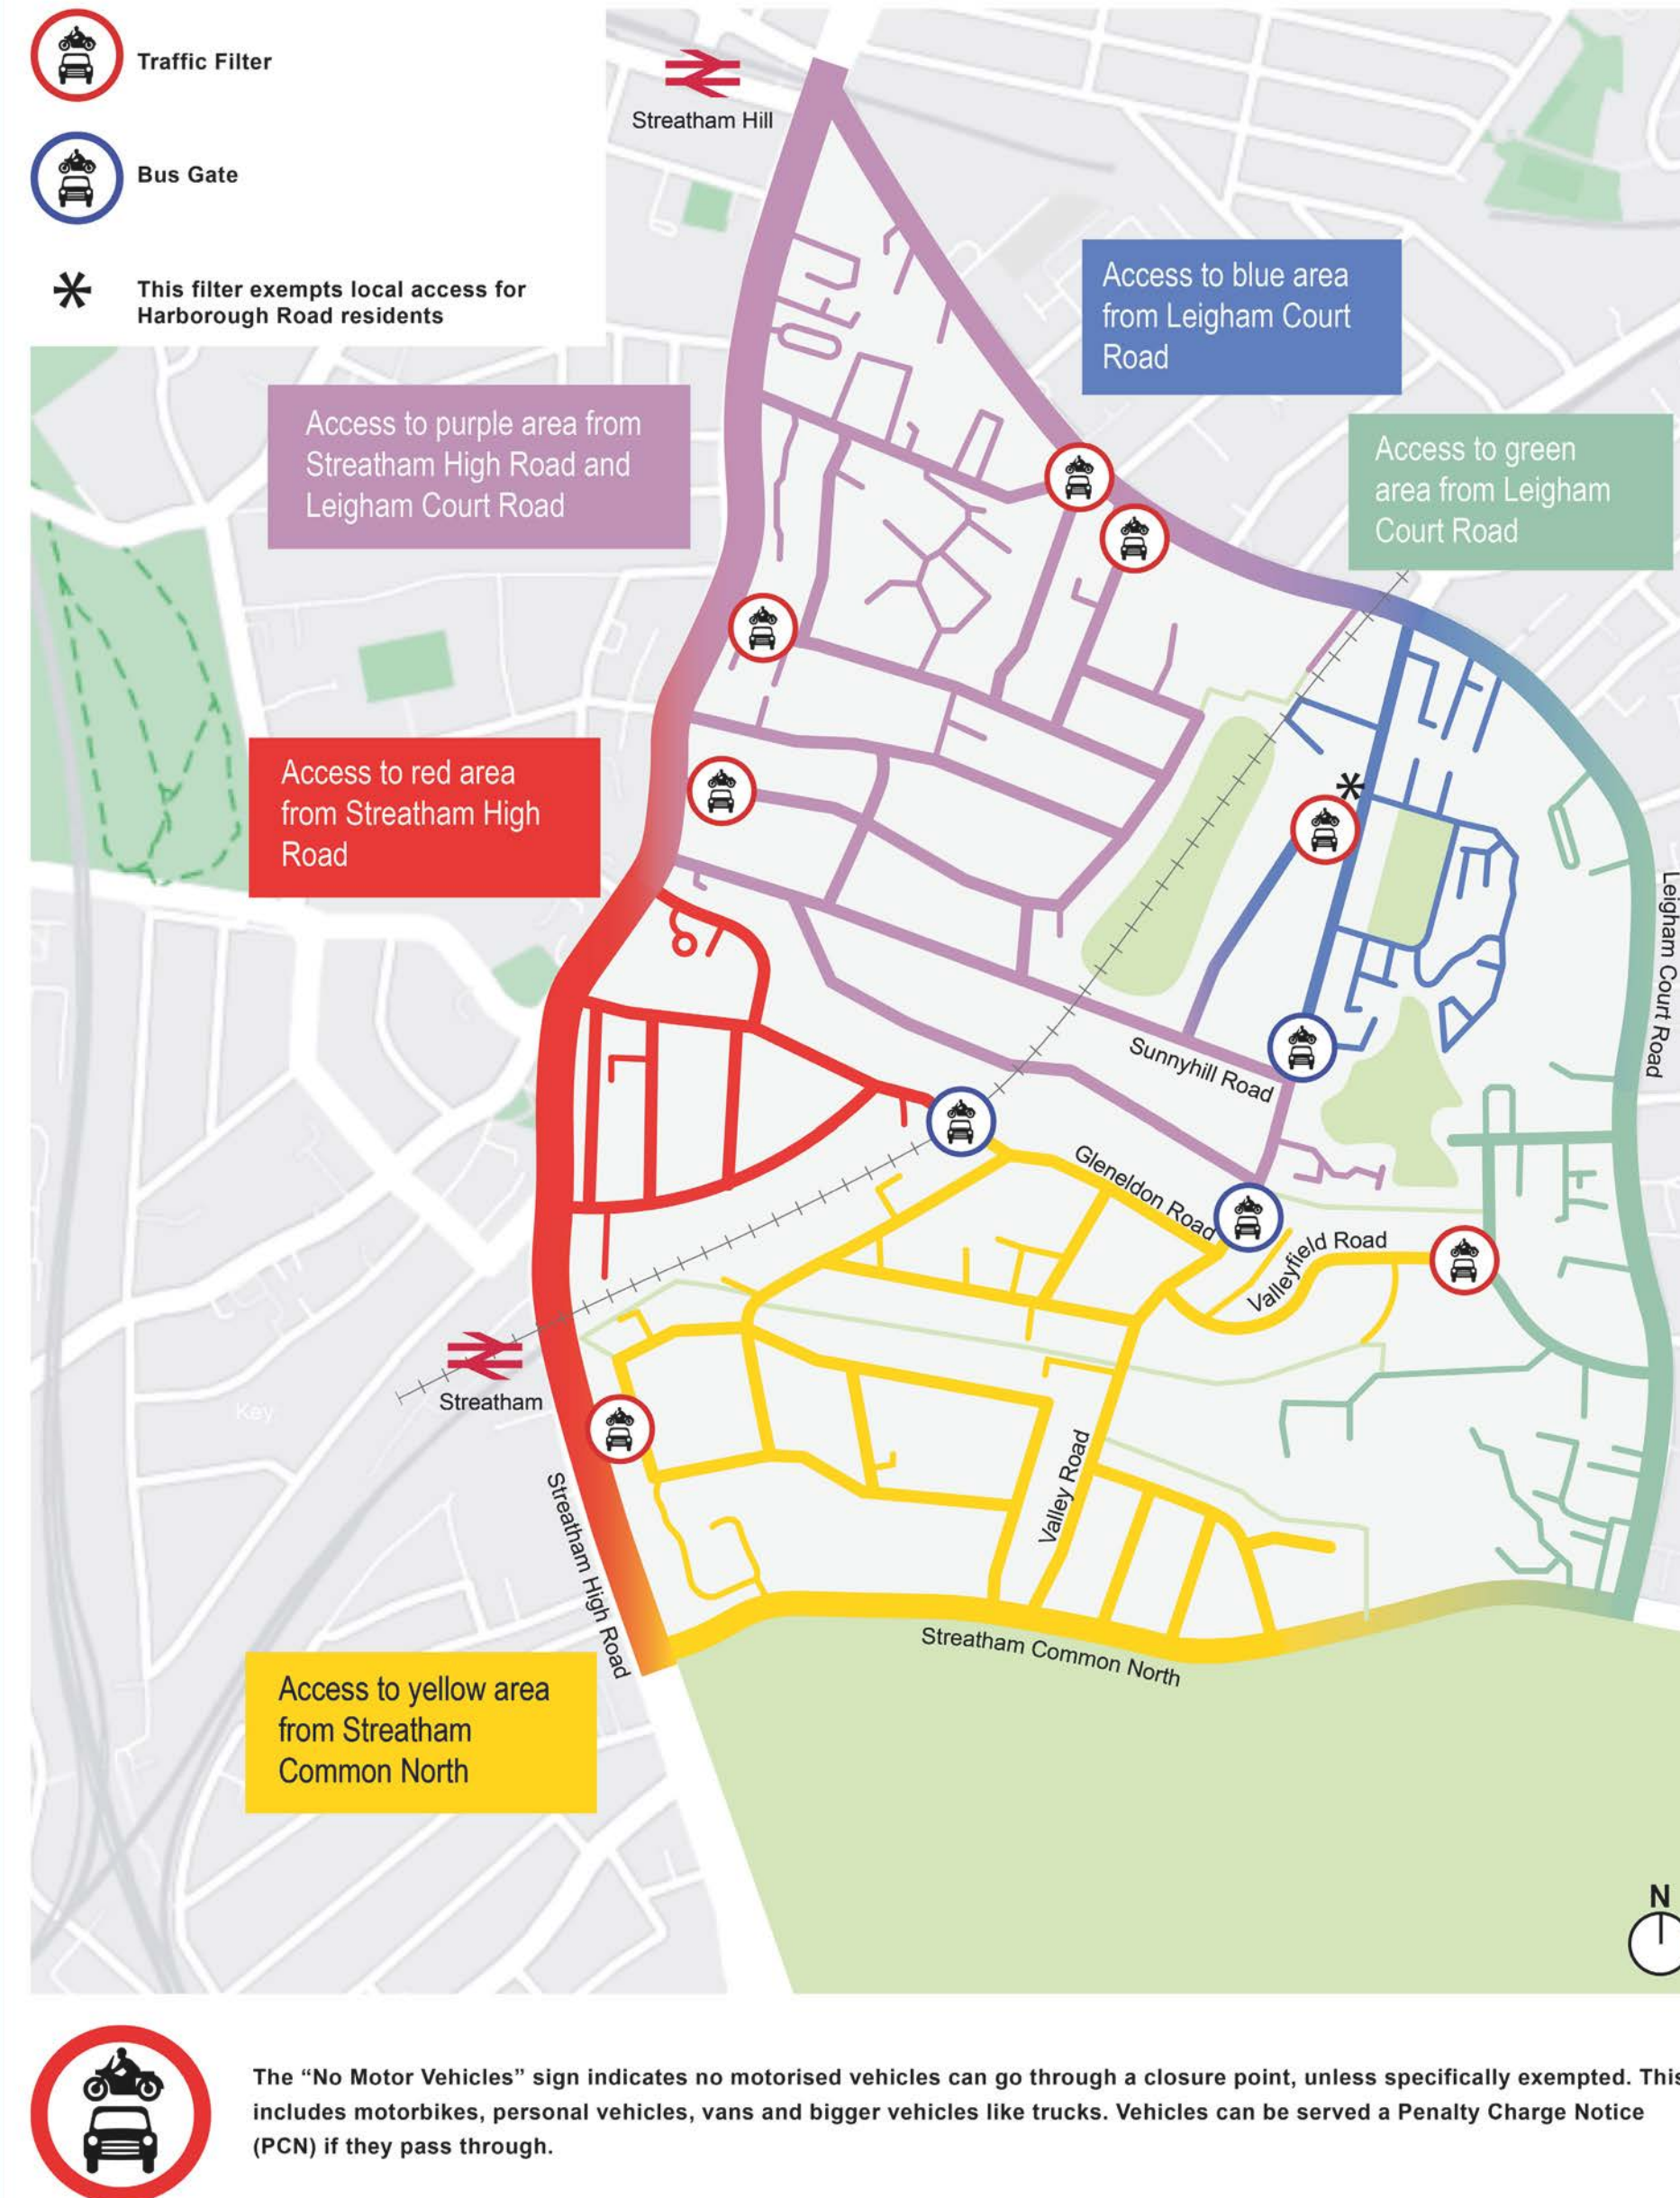 Traffic Filter
Bus Gate
*
This filter exempts local access for
Harborough Road residents
Streatham Hill
Access to blue area
from Leigham Court
Road
Access to purple area from
Streatham High Road and
Leigham Court Road
Access to green
area from Leigham
Court Road
Access to red area
from Streatham High
Road
*
Leigham Court Road
Sunnyhill Road
Gleneldon Road
Valleyfield Road
Streatham
Key
Valley Road
Streatham High Road
Streatham Common North
Access to yellow area
from Streatham
Common North
N
The “No Motor Vehicles” sign indicates no motorised vehicles can go through a closure point, unless specifically exempted. This
includes motorbikes, personal vehicles, vans and bigger vehicles like trucks. Vehicles can be served a Penalty Charge Notice
(PCN) if they pass through.